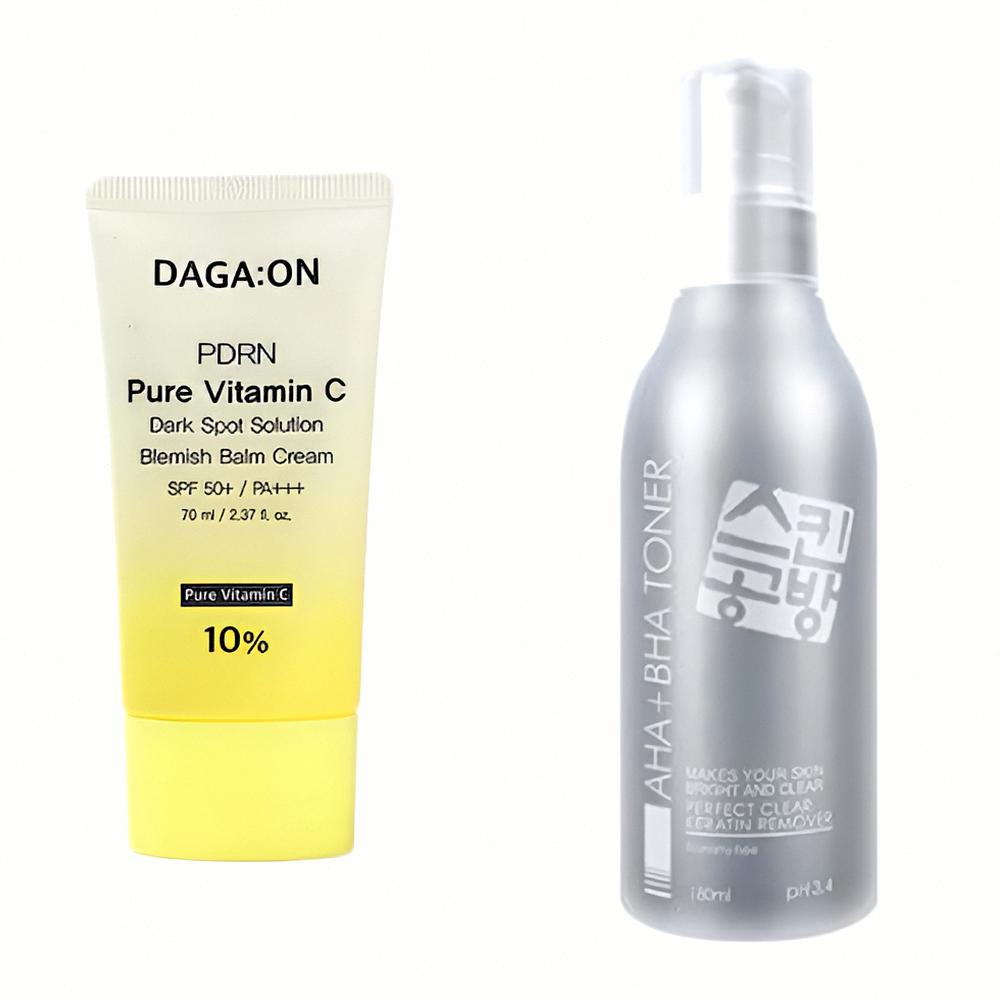 DAGA:ON
PDRN
Pure Vitamin C
Dark Spot Solution
Blemish Balm Cream
SPF 50+ / PA+++
70 ml / 2.37 fl. oz.
Pure Vitamin C
10%
AHA+BHA TONER
스킨
공방
MAKES YOUR SKIN
BRIGHT AND CLEAR
PERFECT CLEAR
KERATIN REMOVER
180ml
pH3.4